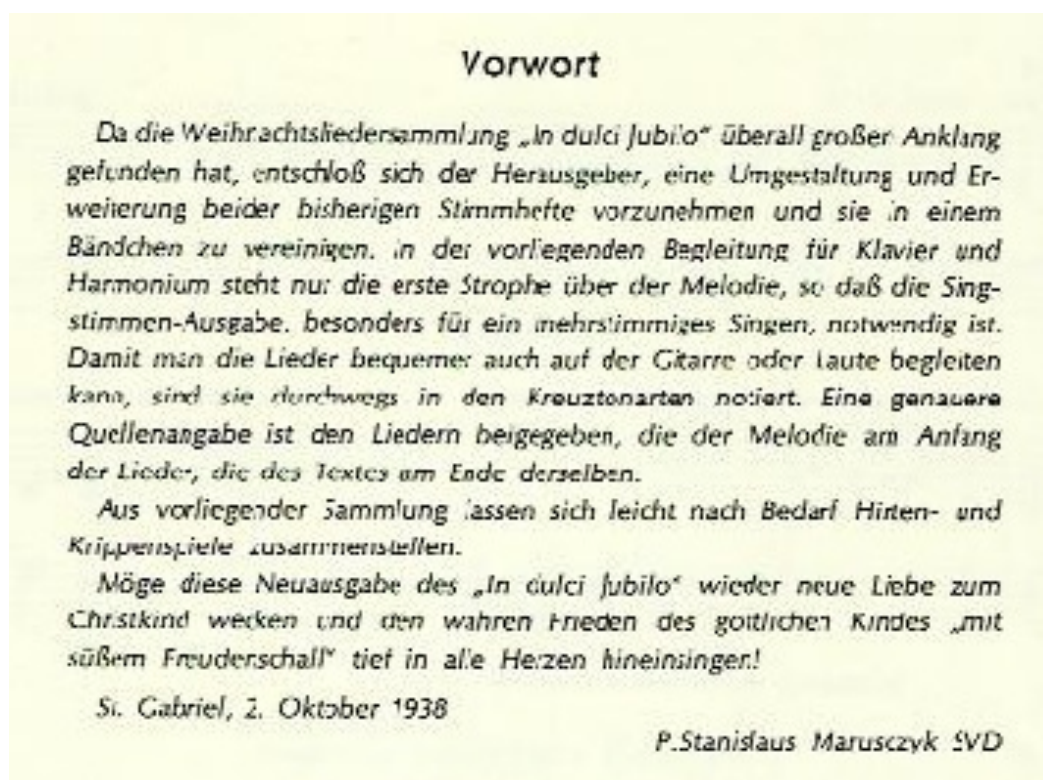 Vorwort
Da die Weihnachtsliedersammlung „In dulci Jubilo“ überall großer Anklang
gefunden hat, entschloß sich der Herausgeber, eine Umgestaltung und Er-
weiterung beider bisherigen Stimmhefte vorzunehmen und sie in einem
Bändchen zu vereinigen. In der vorliegenden Begleitung für Klavier und
Harmonium steht nur die erste Strophe über der Melodie, so daß die Sing-
stimmen-Ausgabe, besonders für ein mehrstimmiges Singen, notwendig ist.
Damit man die Lieder bequemer auch auf der Gitarre oder Laute begleiten
kann, sind sie durchwegs in den Kreuztonarten notiert. Eine genauere
Quellenangabe ist den Liedern beigegeben, die der Melodie am Anfang
der Lieder, die des Textes am Ende derselben.
Aus vorliegender Sammlung lassen sich leicht nach Bedarf Hirten- und
Krippenspiele zusammenstellen.
Möge diese Neuausgabe des „In dulci Jubilo“ wieder neue Liebe zum
Christkind wecken und den wahren Frieden des göttlichen Kindes „mit
süßem Freudenschall“ tief in alle Herzen hineinsingen!
St. Gabriel, 2. Oktober 1938
P.Stanislaus Marusczyk SVD